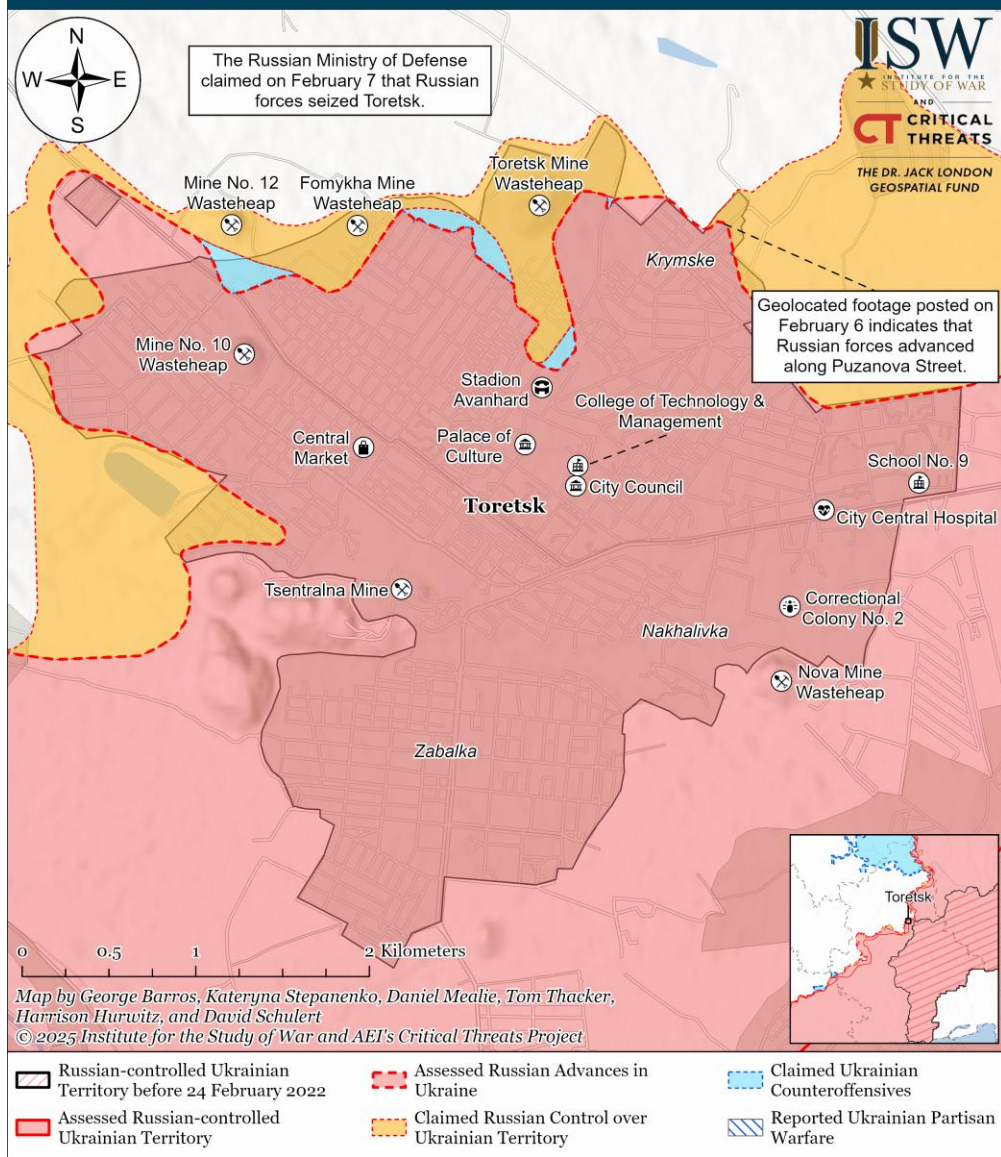 N
W
E
S
The Russian Ministry of Defense
claimed on February 7 that Russian
forces seized Toretsk.
ISW
INSTITUTE FOR THE
STUDY OF WAR
AND
CT CRITICAL
THREATS
THE DR. JACK LONDON
GEOSPATIAL FUND
Mine No. 12
Wasteheap
Fomykha Mine
Wasteheap
Toretsk Mine
Wasteheap
Krymske
Geolocated footage posted on
February 6 indicates that
Russian forces advanced
along Puzanova Street.
Mine No. 10
Wasteheap
Stadion
Avanhard
College of Technology &
Management
Central
Market
Palace of
Culture
City Council
School No. 9
Toretsk
City Central Hospital
Tsentralna Mine
Correctional
Colony No. 2
Nakhalivka
Nova Mine
Wasteheap
Zabalka
Toretsk
0 0.5 1 2 Kilometers
Map by George Barros, Kateryna Stepanenko, Daniel Mealie, Tom Thacker,
Harrison Hurwitz, and David Schulert
© 2025 Institute for the Study of War and AEI's Critical Threats Project
Russian-controlled Ukrainian
Territory before 24 February 2022
Assessed Russian-controlled
Ukrainian Territory
Assessed Russian Advances in
Ukraine
Claimed Russian Control over
Ukrainian Territory
Claimed Ukrainian
Counteroffensives
Reported Ukrainian Partisan
Warfare